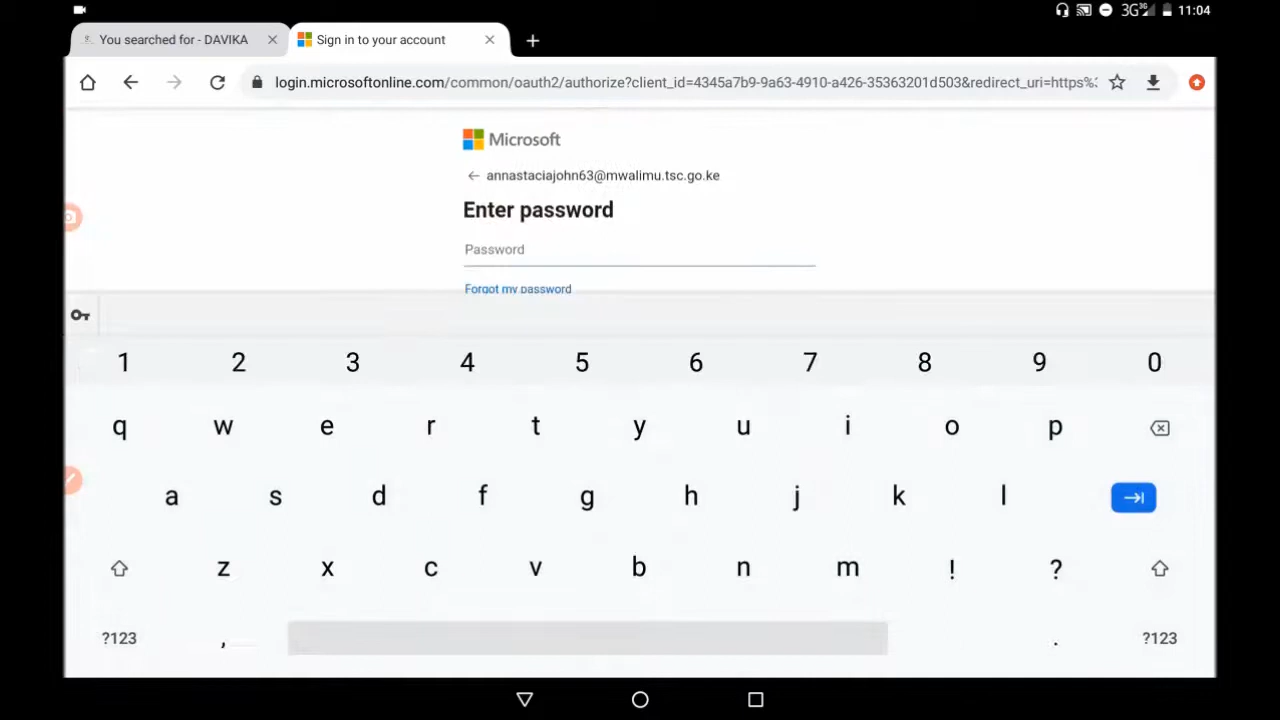 3G 3G 11:04
You searched for - DAVIKA
Sign in to your account
login.microsoftonline.com/common/oauth2/authorize?client_id=4345a7b9-9a63-4910-a426-35363201d503&redirect_uri=https%
Microsoft
annastaciajohn63@mwalimu.tsc.go.ke
Enter password
Password
Forgot my password
1 2 3 4 5 6 7 8 9 0
q w e r t y u i o p
a s d f g h j k l
z x c v b n m ! ?
?123 , . ?123